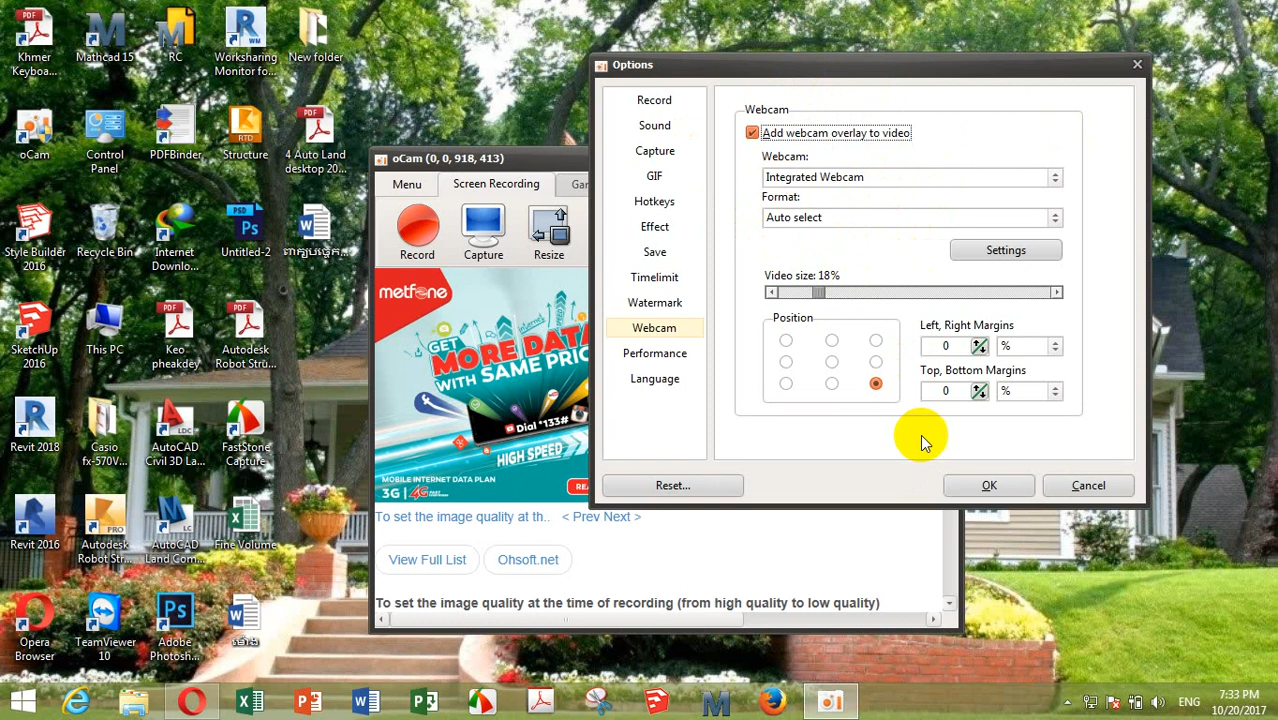 Khmer
Keyboa...
Mathcad 15
RC
Worksharing
Monitor fo...
New folder
oCam
Control
Panel
PDFBinder
Structure
4 Auto Land
desktop 20...
Style Builder
2016
Recycle Bin
Internet
Downlo...
Untitled-2
SketchUp
2016
This PC
Keo
pheakdey
Autodesk
Robot Stru...
Revit 2018
Casio
fx-570V...
AutoCAD
Civil 3D La...
FastStone
Capture
Revit 2016
Autodesk
Robot Str...
AutoCAD
Land Com...
Fine Volume
Opera
Browser
TeamViewer
10
Adobe
Photosh...
oCam (0, 0, 918, 413)
Menu
Screen Recording
Gar
Record
Capture
Resize
metfone
GET
MORE DATA
WITH SAME PRIC
Dial *133#
HIGH SPEED
MOBILE INTERNET DATA PLAN
3G 4G
To set the image quality at th.. < Prev Next >
View Full List
Ohsoft.net
To set the image quality at the time of recording (from high quality to low quality)
Options
Record
Sound
Capture
GIF
Hotkeys
Effect
Save
Timelimit
Watermark
Webcam
Performance
Language
Webcam
Add webcam overlay to video
Webcam:
Integrated Webcam
Format:
Auto select
Settings
Video size: 18%
Position
Left, Right Margins
0 %
Top, Bottom Margins
0 %
Reset...
OK
Cancel
ENG
7:33 PM
10/20/2017